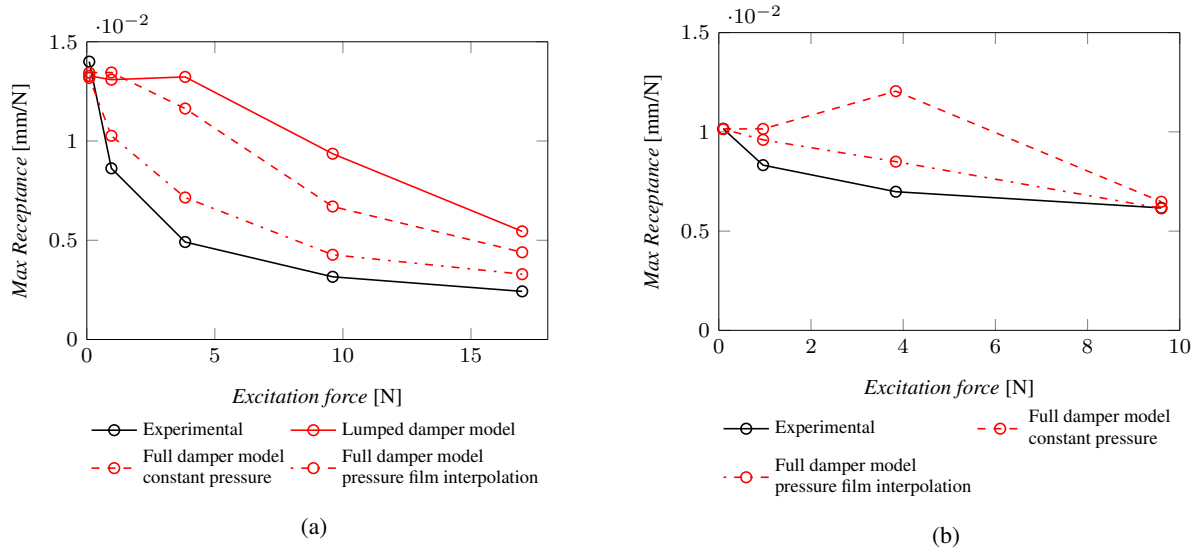 ·10⁻²
1.5
1
0.5
0
0
5
10
15
Max Receptance [mm/N]
Excitation force [N]
Experimental
Lumped damper model
Full damper model
constant pressure
Full damper model
pressure film interpolation
(a)
·10⁻²
1.5
1
0.5
0
0
2
4
6
8
10
Max Receptance [mm/N]
Excitation force [N]
Experimental
Full damper model
constant pressure
Full damper model
pressure film interpolation
(b)